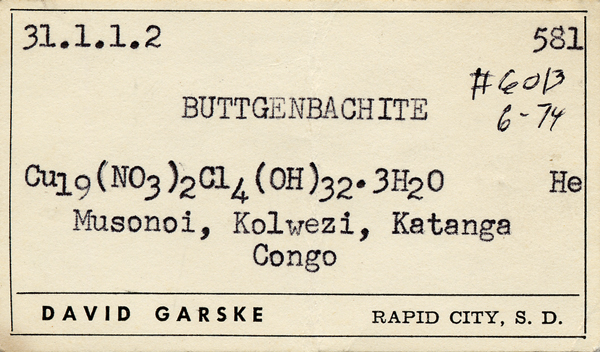 31.1.1.2 581
#6013
6-74
BUTTGENBACHITE
Cu19(NO3)2Cl4(OH)32·3H2O He
Musonoi, Kolwezi, Katanga
Congo
DAVID GARSKE RAPID CITY, S. D.